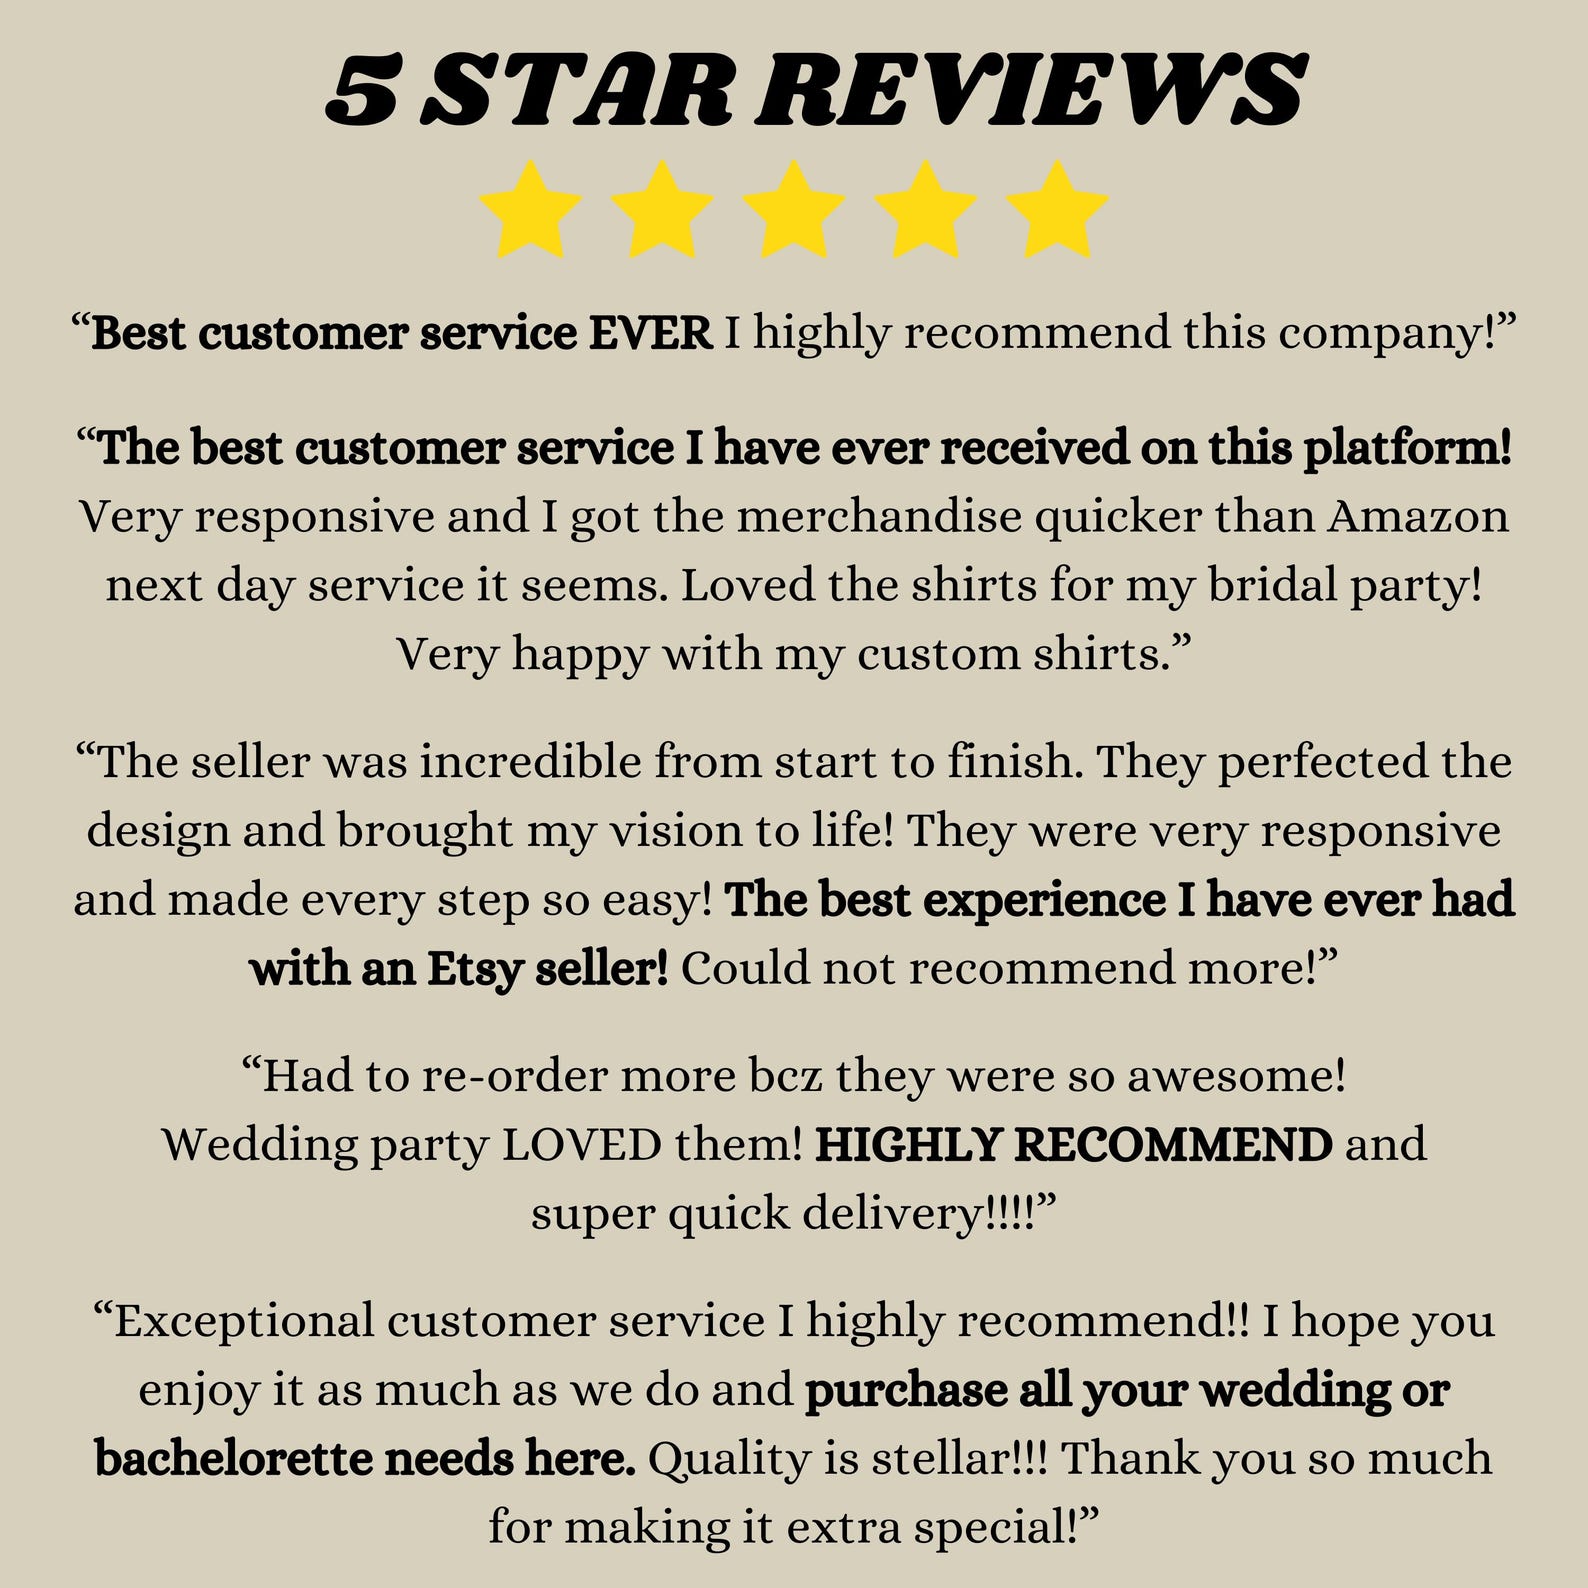 5 STAR REVIEWS
“Best customer service EVER I highly recommend this company!”
“The best customer service I have ever received on this platform!
Very responsive and I got the merchandise quicker than Amazon
next day service it seems. Loved the shirts for my bridal party!
Very happy with my custom shirts.”
“The seller was incredible from start to finish. They perfected the
design and brought my vision to life! They were very responsive
and made every step so easy! The best experience I have ever had
with an Etsy seller! Could not recommend more!”
“Had to re-order more bcz they were so awesome!
Wedding party LOVED them! HIGHLY RECOMMEND and
super quick delivery!!!!”
“Exceptional customer service I highly recommend!! I hope you
enjoy it as much as we do and purchase all your wedding or
bachelorette needs here. Quality is stellar!!! Thank you so much
for making it extra special!”